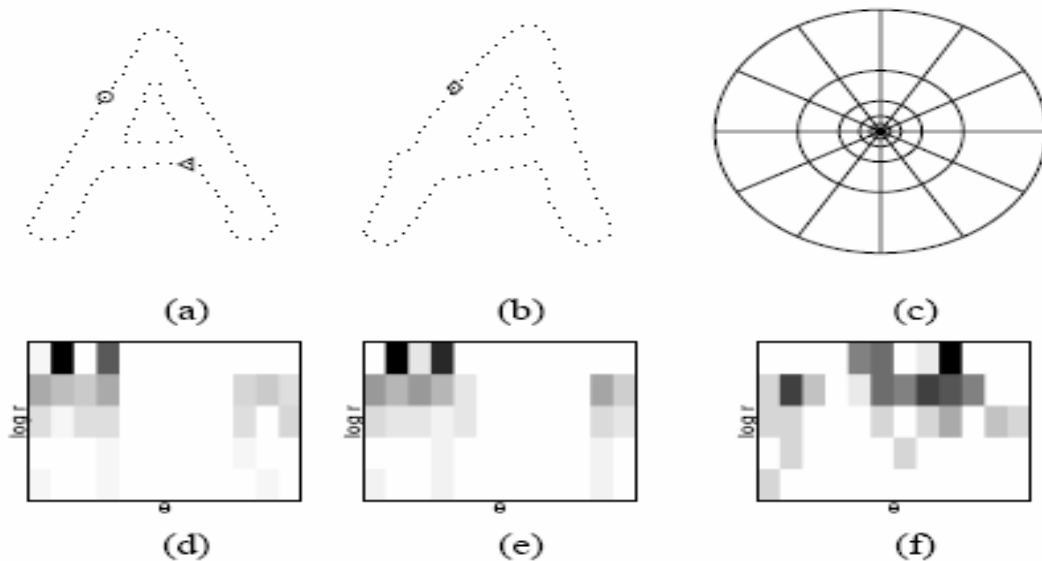 (a) (b) (c)
log r log r log r
θ θ θ
(d) (e) (f)